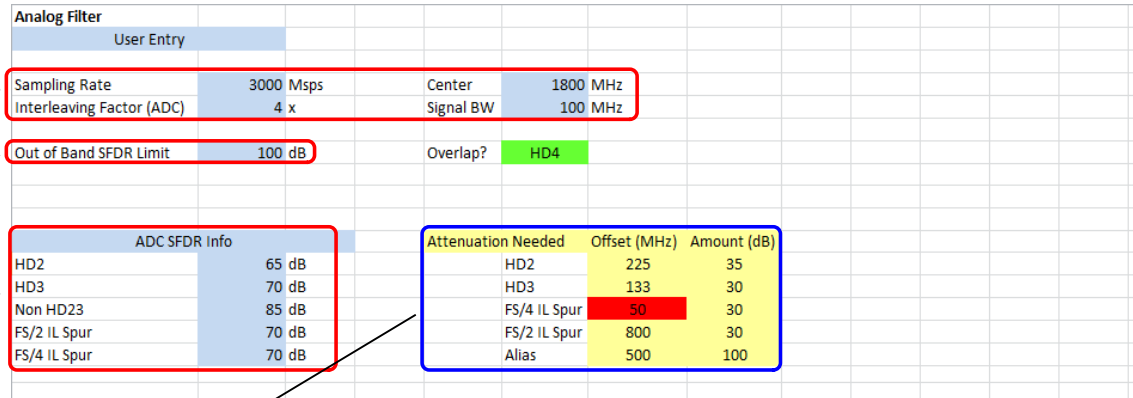 Analog Filter
User Entry
Sampling Rate 3000 Msps Center 1800 MHz
Interleaving Factor (ADC) 4 x Signal BW 100 MHz
Out of Band SFDR Limit 100 dB Overlap? HD4
ADC SFDR Info Attenuation Needed Offset (MHz) Amount (dB)
HD2 65 dB HD2 225 35
HD3 70 dB HD3 133 30
Non HD23 85 dB FS/4 IL Spur 50 30
FS/2 IL Spur 70 dB FS/2 IL Spur 800 30
FS/4 IL Spur 70 dB Alias 500 100